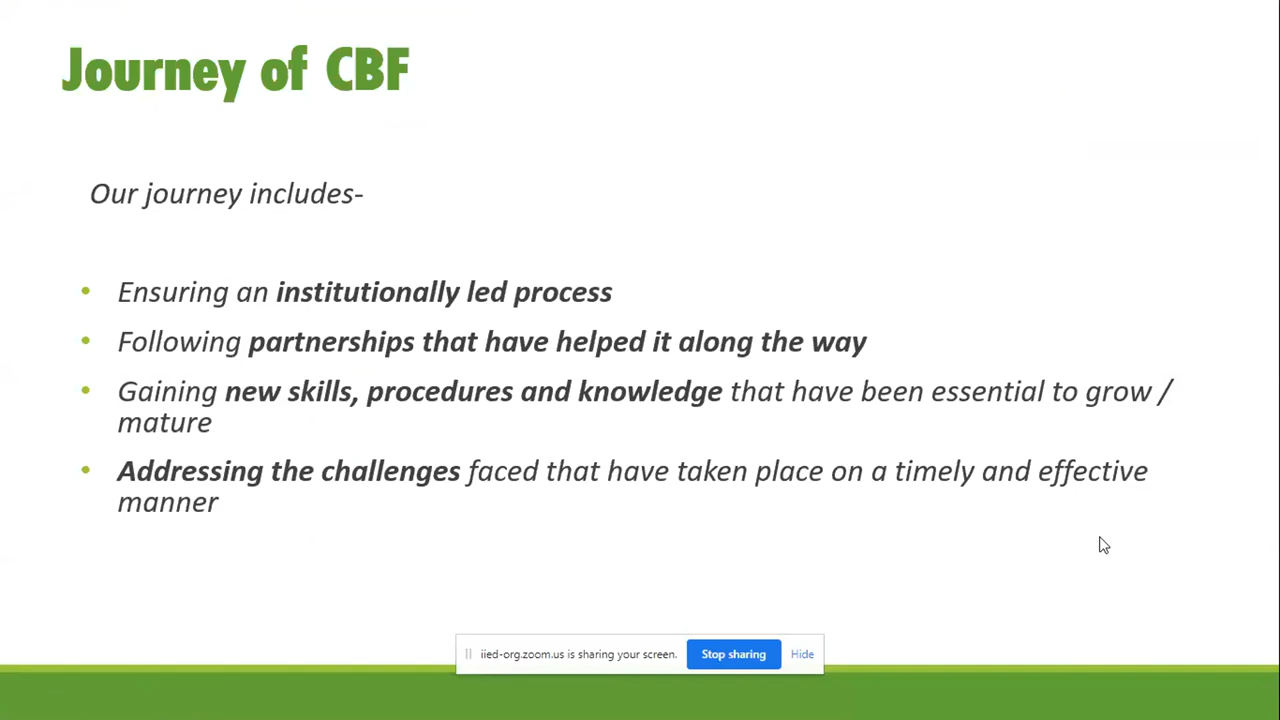 Journey of CBF
Our journey includes-
• Ensuring an institutionally led process
• Following partnerships that have helped it along the way
• Gaining new skills, procedures and knowledge that have been essential to grow /
mature
• Addressing the challenges faced that have taken place on a timely and effective
manner
iied-org.zoom.us is sharing your screen. Stop sharing Hide